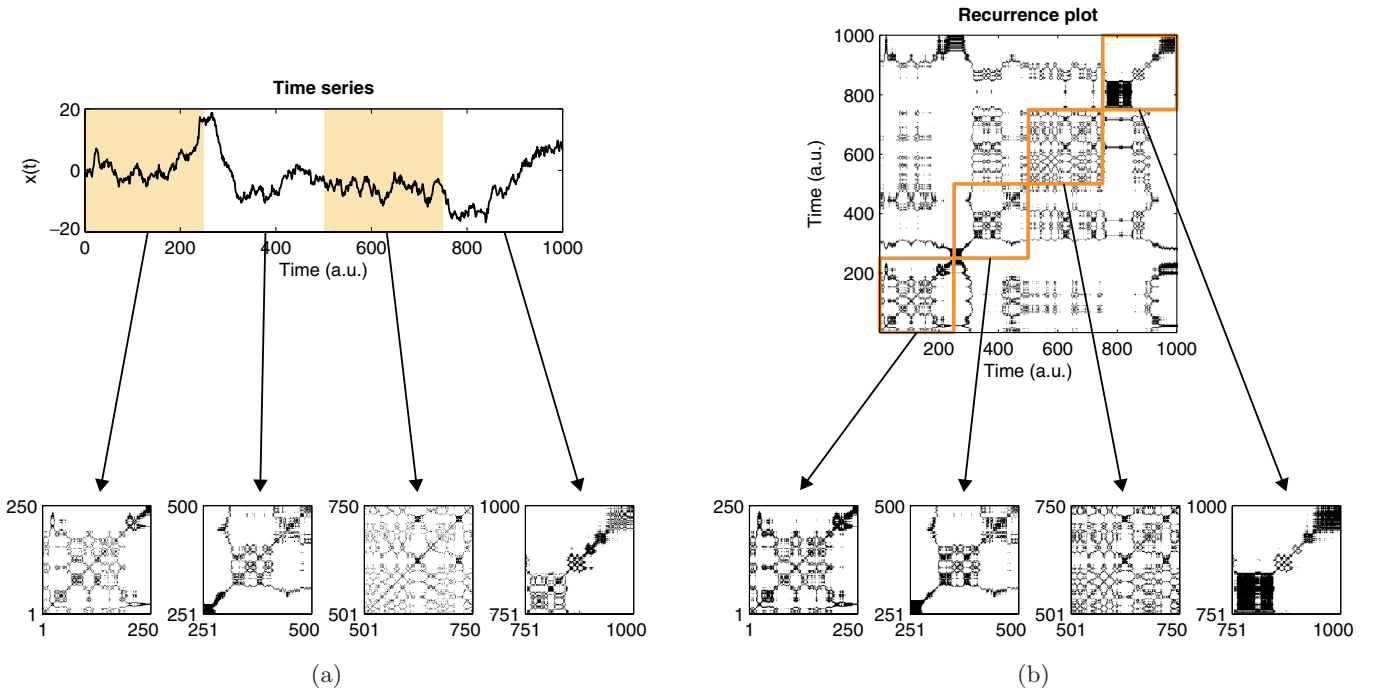 Recurrence plot
1000
800
600
400
200
Time (a.u.)
200 400 600 800 1000
Time (a.u.)
Time series
20
0
−20
x(t)
0 200 400 600 800 1000
Time (a.u.)
250 500 750 1000
1 251 501 751
1 250 251 500 501 750 751 1000
250 500 750 1000
1 251 501 751
1 250 251 500 501 750 751 1000
(a) (b)